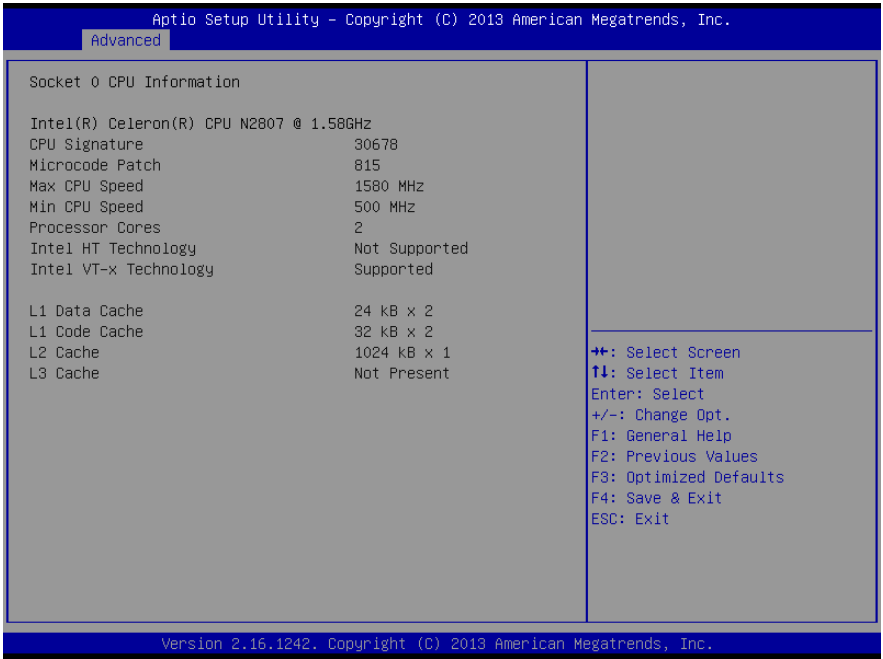 Aptio Setup Utility – Copyright (C) 2013 American Megatrends, Inc.
Advanced
Socket 0 CPU Information
Intel(R) Celeron(R) CPU N2807 @ 1.58GHz
CPU Signature 30678
Microcode Patch 815
Max CPU Speed 1580 MHz
Min CPU Speed 500 MHz
Processor Cores 2
Intel HT Technology Not Supported
Intel VT-x Technology Supported
L1 Data Cache 24 kB x 2
L1 Code Cache 32 kB x 2
L2 Cache 1024 kB x 1
L3 Cache Not Present
→←: Select Screen
↑↓: Select Item
Enter: Select
+/-: Change Opt.
F1: General Help
F2: Previous Values
F3: Optimized Defaults
F4: Save & Exit
ESC: Exit
Version 2.16.1242. Copyright (C) 2013 American Megatrends, Inc.